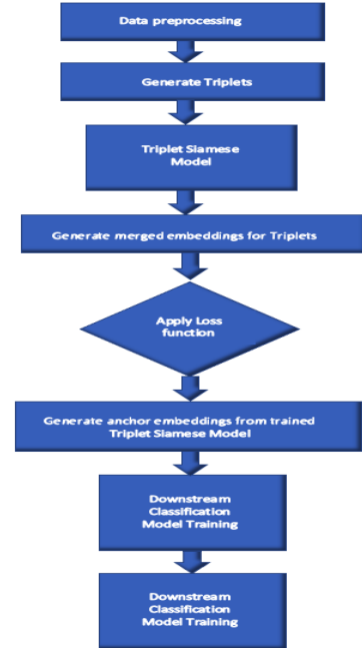 Data preprocessing
Generate Triplets
Triplet Siamese
Model
Generate merged embeddings for Triplets
Apply Loss
function
Generate anchor embeddings from trained
Triplet Siamese Model
Downstream
Classification
Model Training
Downstream
Classification
Model Training